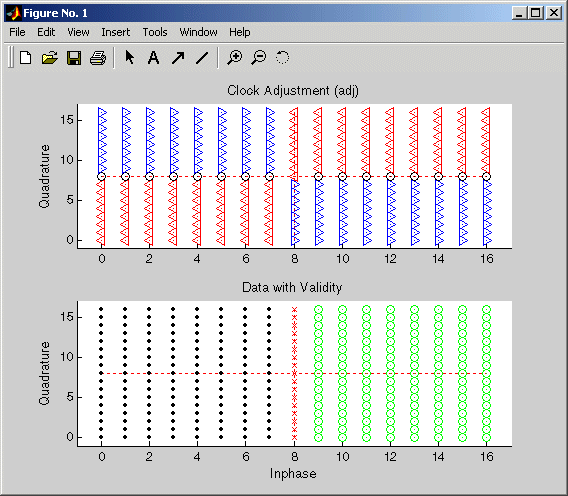 Figure No. 1
File Edit View Insert Tools Window Help
A
Clock Adjustment (adj)
Quadrature
15
10
5
0
0 2 4 6 8 10 12 14 16
Data with Validity
Quadrature
15
10
5
0
0 2 4 6 8 10 12 14 16
Inphase